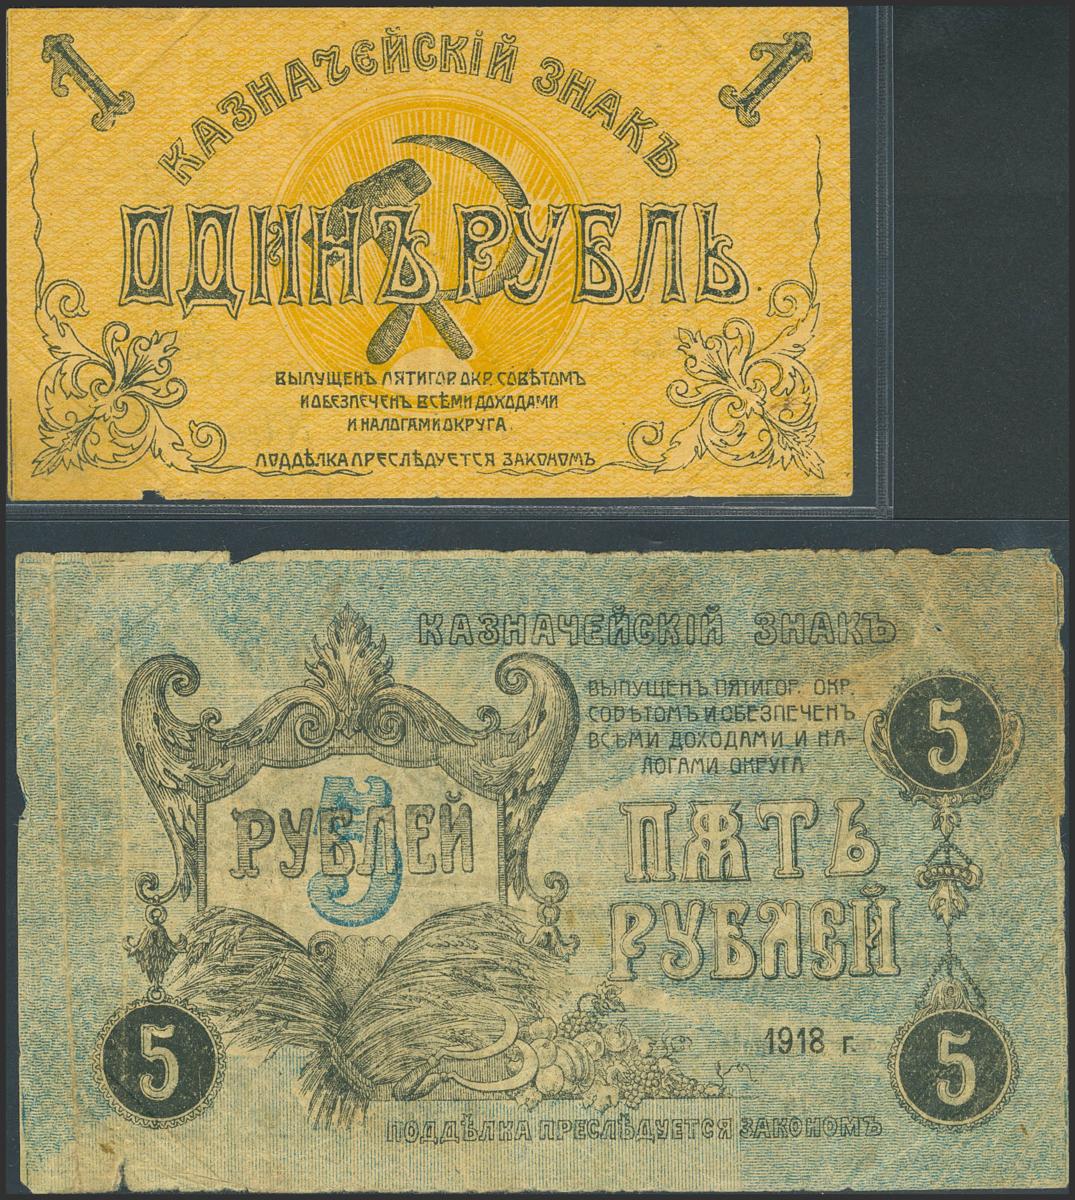 1 1
КАЗНАЧЕЙСКІЙ ЗНАКЪ
ОДИНЪ РУБЛЬ.
ВЫПУЩЕНЪ ПЯТИГОР. ОКР. СОВѢТОМЪ
И ОБЕЗПЕЧЕНЪ ВСѢМИ ДОХОДАМИ
И НАЛОГАМИ ОКРУГА.
ПОДДѢЛКА ПРЕСЛѢДУЕТСЯ ЗАКОНОМЪ
КАЗНАЧЕЙСКІЙ ЗНАКЪ
ВЫПУЩЕНЪ ПЯТИГОР. ОКР.
СОВѢТОМЪ И ОБЕЗПЕЧЕНЪ
ВСѢМИ ДОХОДАМИ И НА-
ЛОГАМИ ОКРУГА
5
5
РУБЛЕЙ
ПЯТЬ
РУБЛЕЙ
1918 г.
5
5
ПОДДѢЛКА ПРЕСЛѢДУЕТСЯ ЗАКОНОМЪ